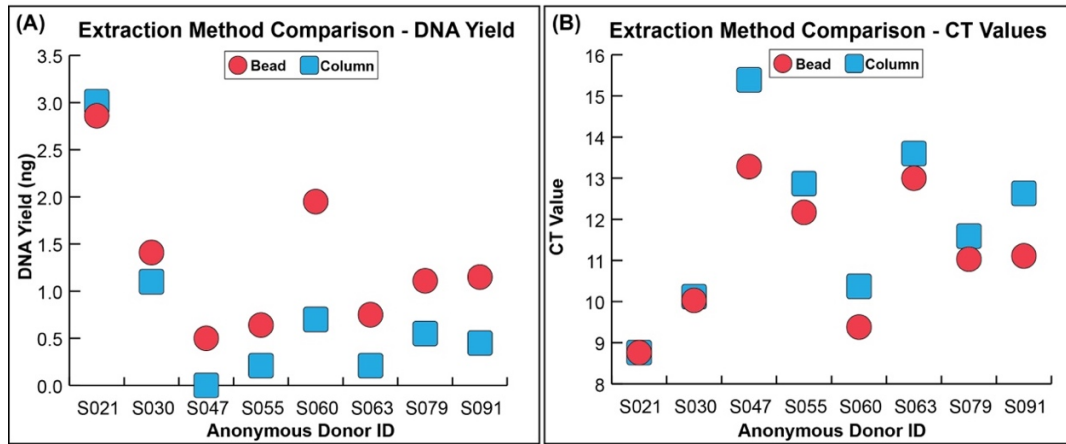 (A) Extraction Method Comparison - DNA Yield
Bead Column
3.5
3.0
2.5
2.0
1.5
1.0
0.5
0.0
DNA Yield (ng)
S021 S030 S047 S055 S060 S063 S079 S091
Anonymous Donor ID
(B) Extraction Method Comparison - CT Values
Bead Column
16
15
14
13
12
11
10
9
8
CT Value
S021 S030 S047 S055 S060 S063 S079 S091
Anonymous Donor ID